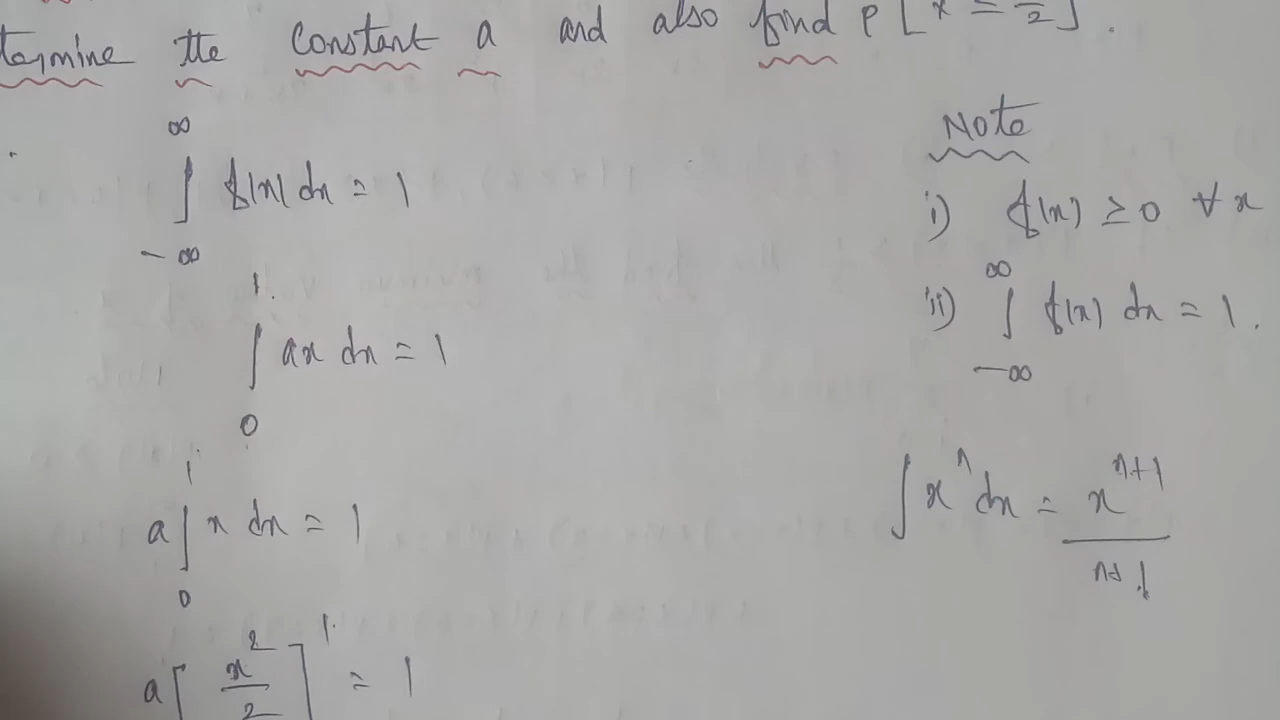 termine the constant a and also find P[x = /2].
∞
∫ f(x) dx = 1
-∞
1
∫ ax dx = 1
0
1
a∫ x dx = 1
0
a[x²/2]¹ = 1
Note
i) f(x) ≥ 0 ∀ x
∞
ii) ∫ f(x) dx = 1.
-∞
∫ xⁿ dx = xⁿ⁺¹
n+1